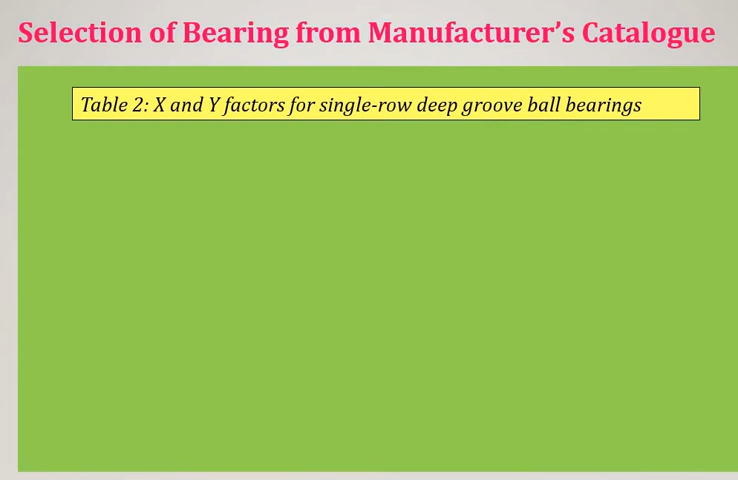 Selection of Bearing from Manufacturer’s Catalogue
Table 2: X and Y factors for single-row deep groove ball bearings